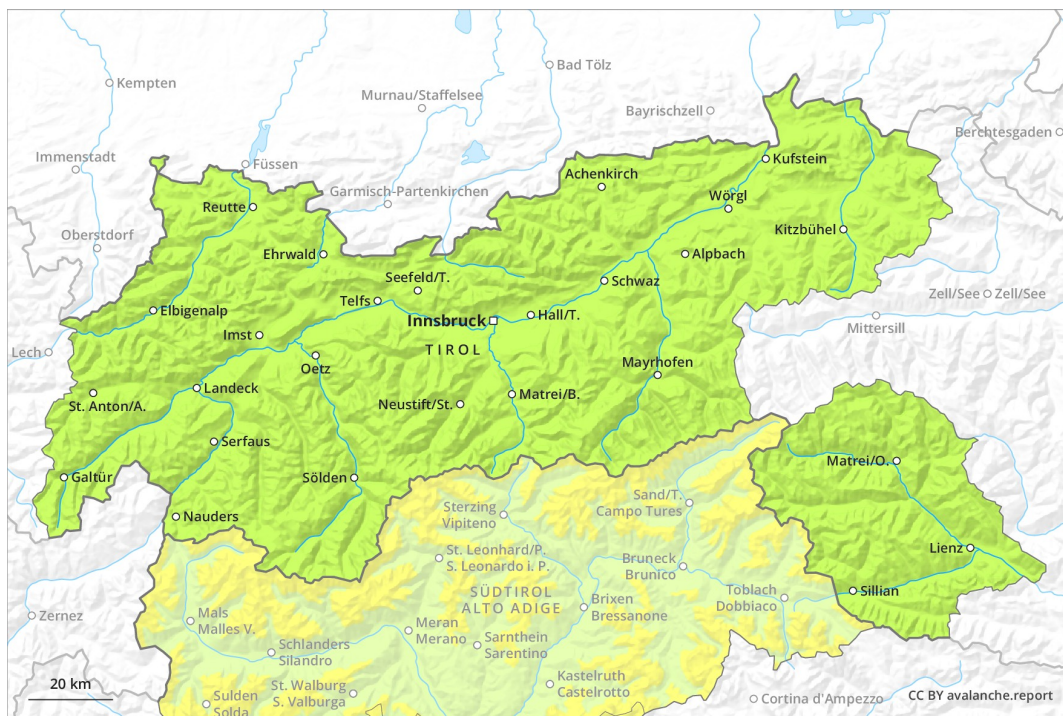 Kempten
Bad Tölz
Murnau/Staffelsee
Bayrischzell
Berchtesgaden
Immenstadt
Füssen
Kufstein
Achenkirch
Garmisch-Partenkirchen
Wörgl
Reutte
Oberstdorf
Kitzbühel
Ehrwald
Alpbach
Seefeld/T.
Schwaz
Telfs
Zell/See
Zell/See
Elbigenalp
Innsbruck
Hall/T.
Mittersill
Imst
TIROL
Lech
Oetz
Mayrhofen
Landeck
Matrei/B.
St. Anton/A.
Neustift/St.
Serfaus
Matrei/O.
Galtür
Sölden
Sand/T.
Campo Tures
Sterzing
Vipiteno
Nauders
Lienz
St. Leonhard/P.
S. Leonardo i. P.
Bruneck
Brunico
SÜDTIROL
ALTO ADIGE
Toblach
Dobbiaco
Sillian
Brixen
Bressanone
Zernez
Mals
Malles V.
Meran
Merano
Sarnthein
Sarentino
Schlanders
Silandro
Kastelruth
Castelrotto
St. Walburg
S. Valburga
20 km
Sulden
Solda
Cortina d'Ampezzo
CC BY avalanche.report